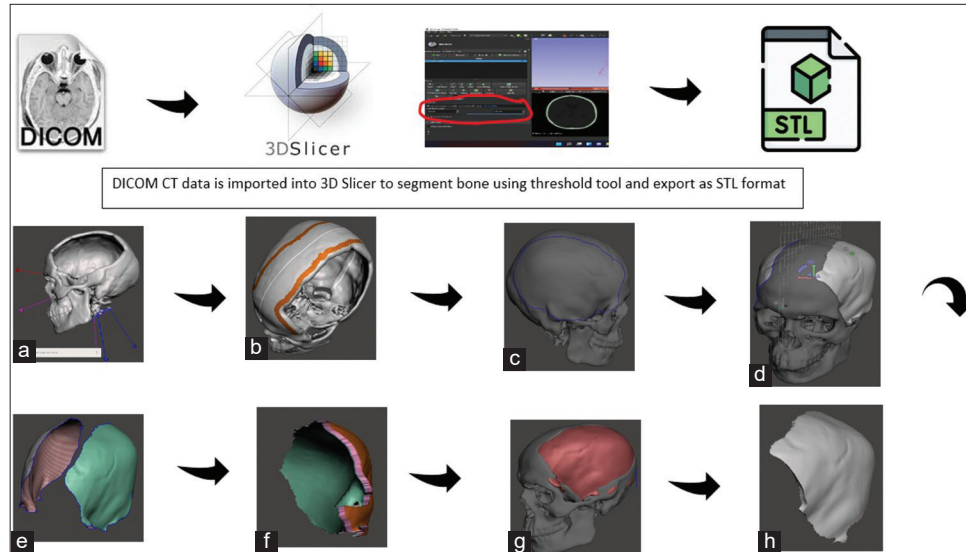 DICOM
3DSlicer
STL
DICOM CT data is imported into 3D Slicer to segment bone using threshold tool and export as STL format
a
b
c
d
e
f
g
h